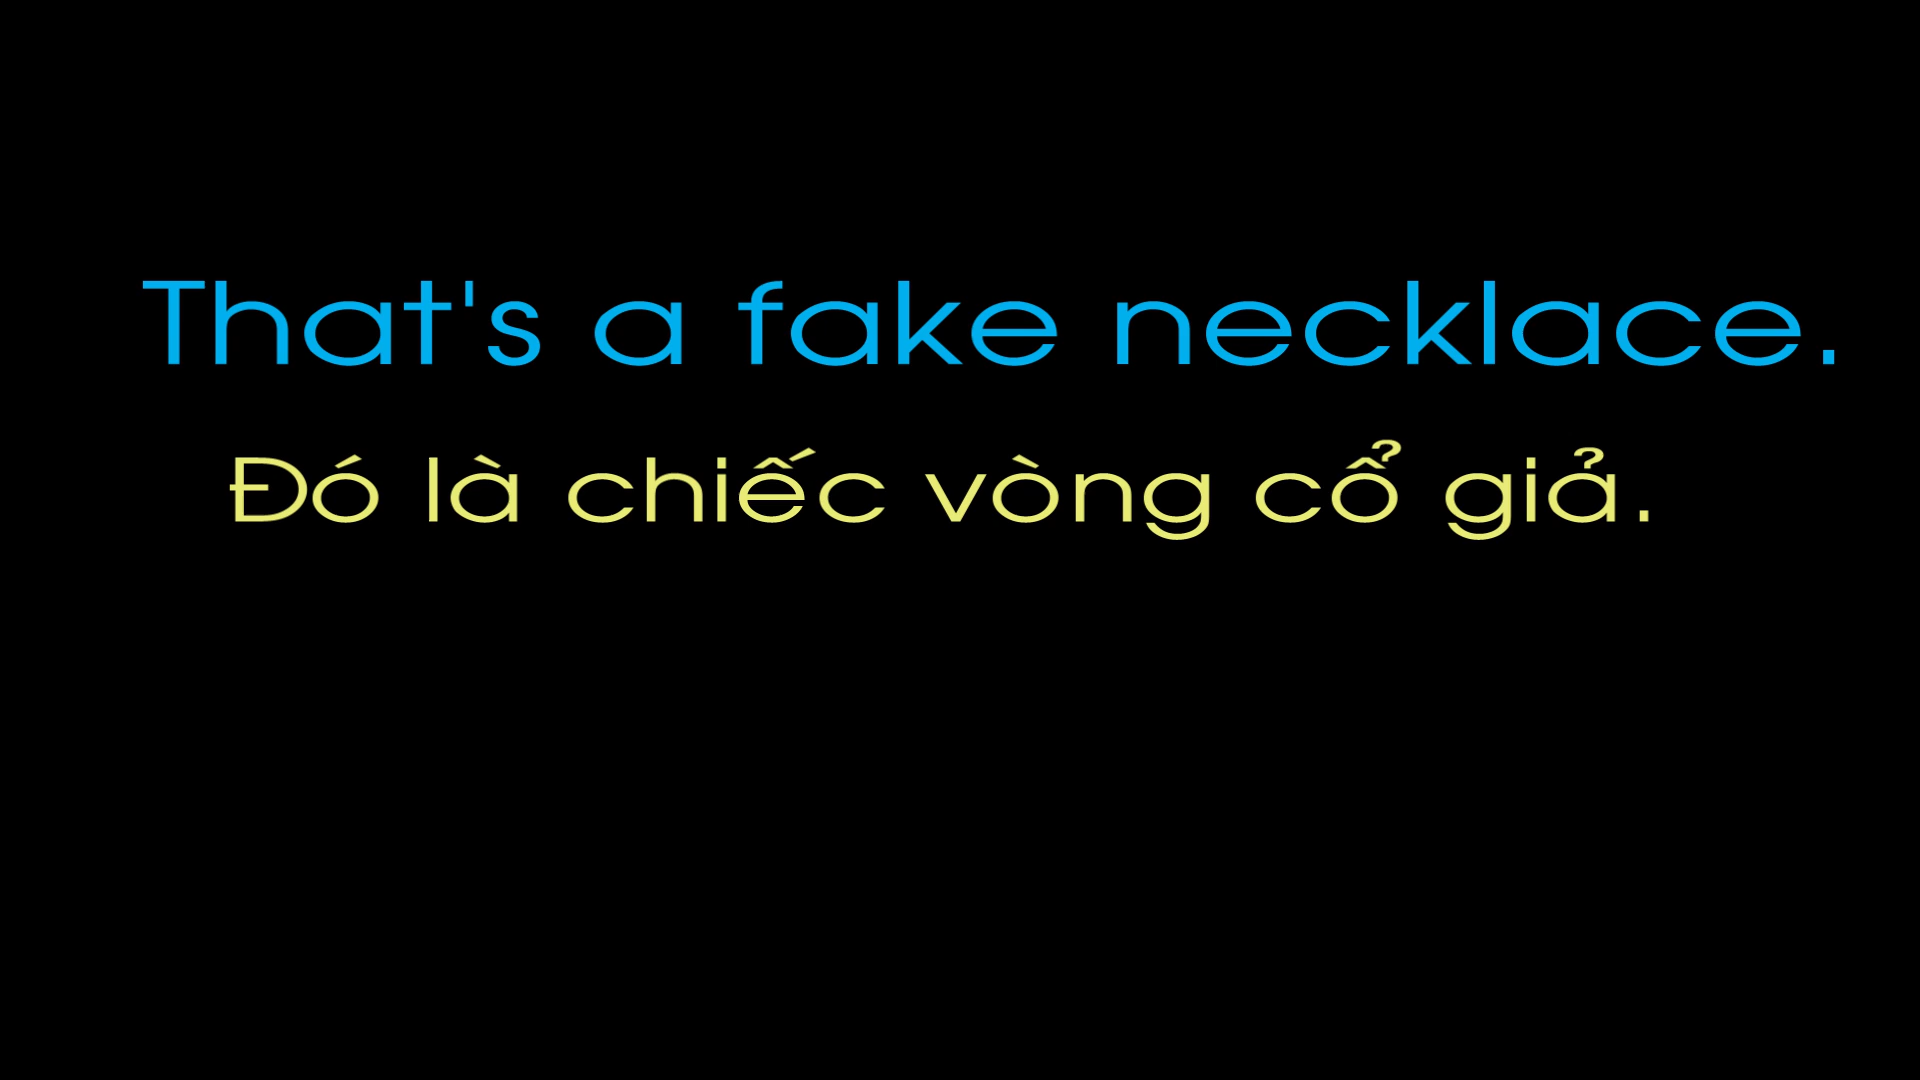 That's a fake necklace.
Đó là chiếc vòng cổ giả.